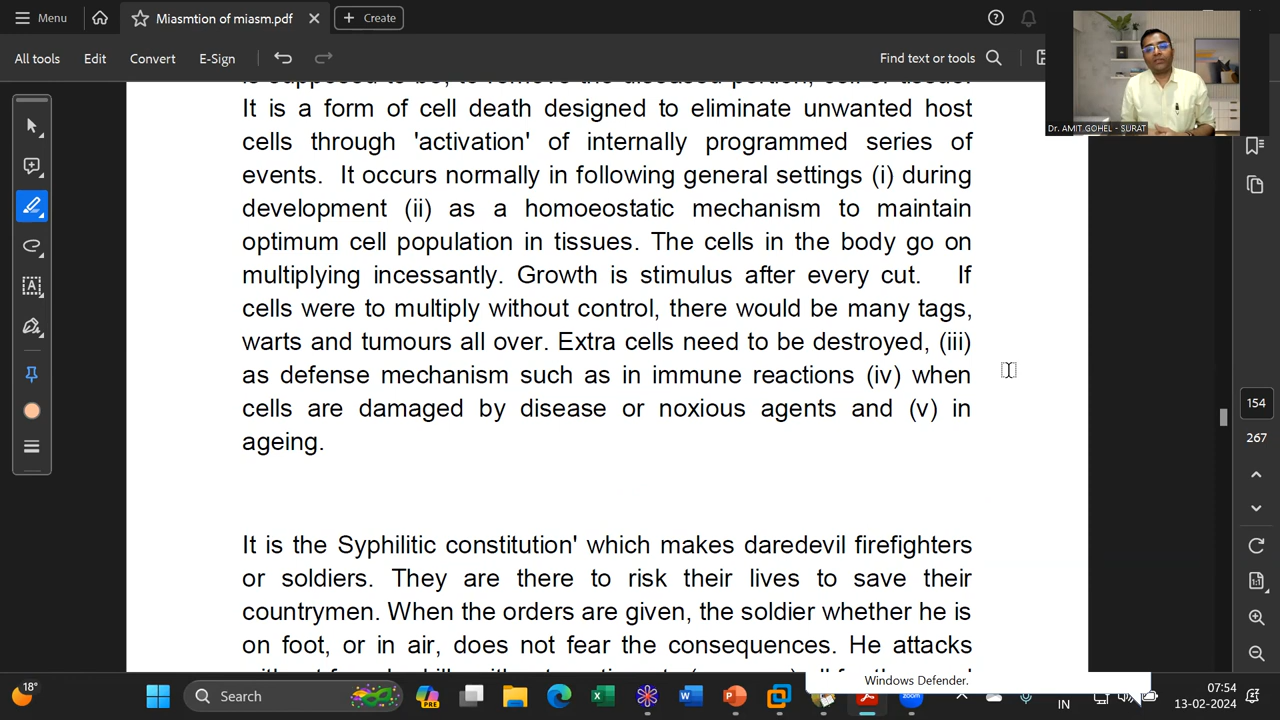 Menu
Miasmtion of miasm.pdf
Create
All tools Edit Convert E-Sign
Find text or tools
Dr. AMIT.GOHEL - SURAT
It is a form of cell death designed to eliminate unwanted host
cells through 'activation' of internally programmed series of
events. It occurs normally in following general settings (i) during
development (ii) as a homoeostatic mechanism to maintain
optimum cell population in tissues. The cells in the body go on
multiplying incessantly. Growth is stimulus after every cut. If
cells were to multiply without control, there would be many tags,
warts and tumours all over. Extra cells need to be destroyed, (iii)
as defense mechanism such as in immune reactions (iv) when
cells are damaged by disease or noxious agents and (v) in
ageing.
It is the Syphilitic constitution' which makes daredevil firefighters
or soldiers. They are there to risk their lives to save their
countrymen. When the orders are given, the soldier whether he is
on foot, or in air, does not fear the consequences. He attacks
154
267
Windows Defender.
18°
Search
PRE
zoom
IN
07:54
13-02-2024